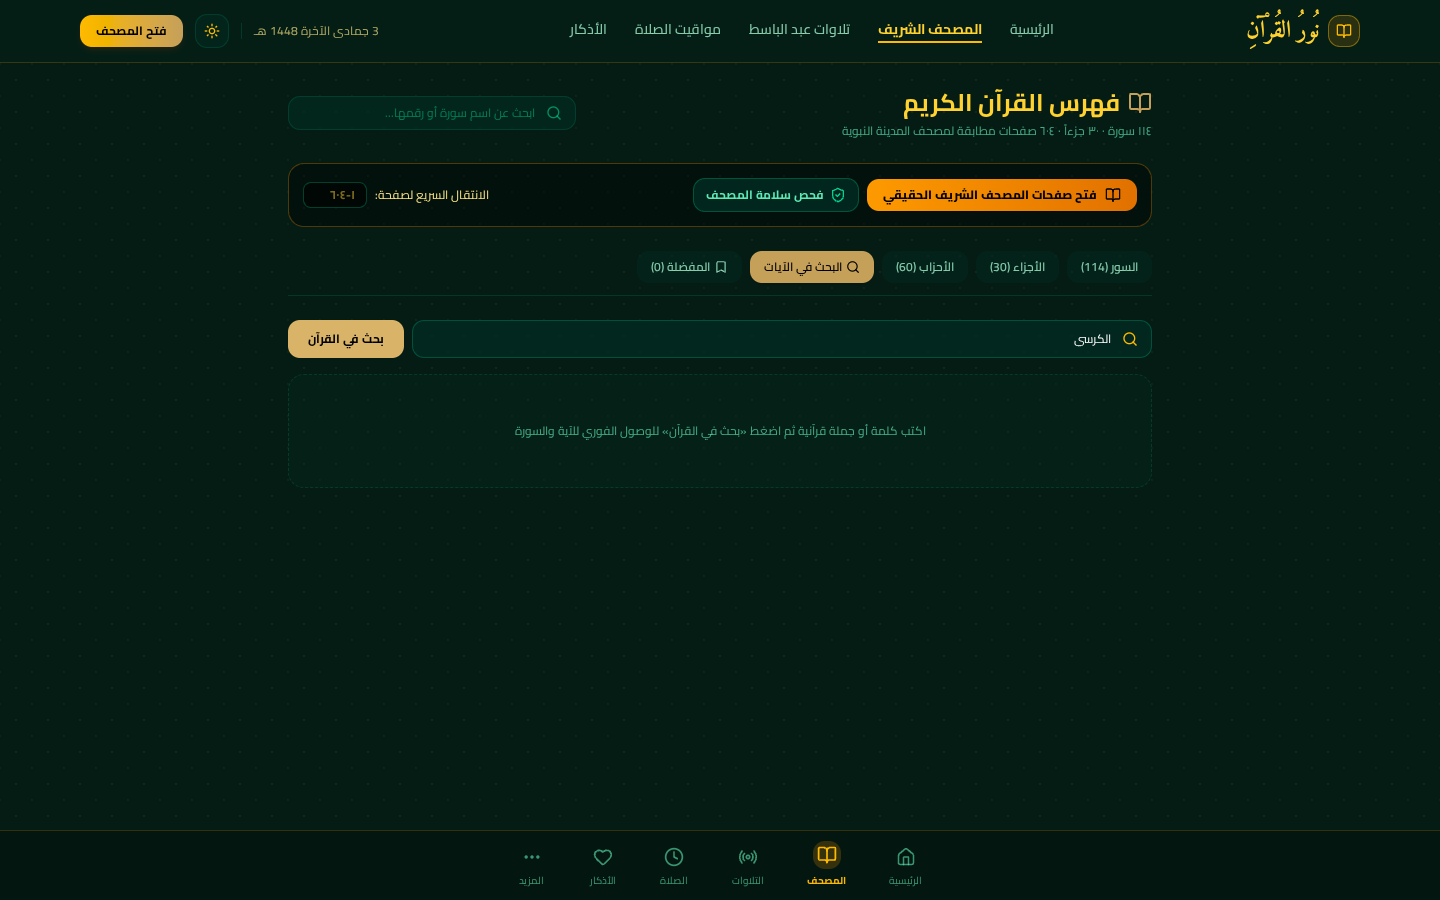 نُورُ القُرآنِ
الرئيسية
المصحف الشريف
تلاوات عبد الباسط
مواقيت الصلاة
الأذكار
3 جمادى الآخرة 1448 هـ
فتح المصحف
فهرس القرآن الكريم
١١٤ سورة · ٣٠ جزءاً · ٦٠٤ صفحات مطابقة لمصحف المدينة النبوية
ابحث عن اسم سورة أو رقمها...
فتح صفحات المصحف الشريف الحقيقي
فحص سلامة المصحف
الانتقال السريع لصفحة:
١-٦٠٤
السور (114)
الأجزاء (30)
الأحزاب (60)
البحث في الآيات
المفضلة (0)
الكرسى
بحث في القرآن
اكتب كلمة أو جملة قرآنية ثم اضغط «بحث في القرآن» للوصول الفوري للآية والسورة
الرئيسية
المصحف
التلاوات
الصلاة
الأذكار
المزيد